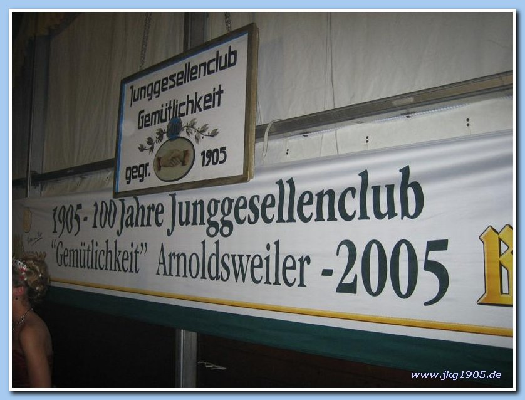 Junggesellenclub
Gemütlichkeit
gegr. 1905
1905 - 100 Jahre Junggesellenclub
"Gemütlichkeit" Arnoldsweiler - 2005
www.jkg1905.de